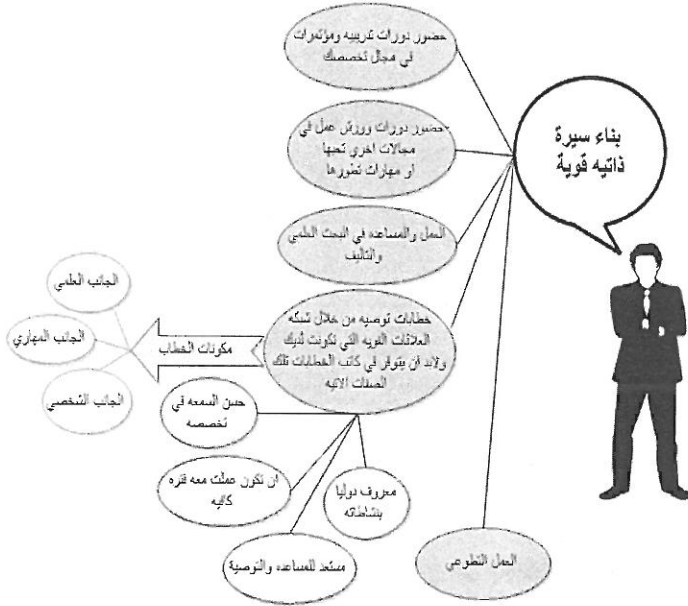 بناء سيرة
ذاتيه قوية
حضور دورات تدريبيه ومؤتمرات
في مجال تخصصك
حضور دورات وورش عمل في
مجالات اخري تحبها
او مهارات تطورها
العمل والمساعده في البحث العلمي
والتأليف
خطابات توصيه من خلال شبكه
العلاقات القويه التي تكونت لديك
ولابد ان يتوفر في كاتب الخطابات تلك
الصفات الاتيه
مكونات الخطاب
الجانب العلمي
الجانب المهاري
الجانب الشخصي
حسن السمعه في
تخصصه
ان تكون عملت معه فتره
كافيه
مستعد للمساعده والتوصية
معروف دوليا
بنشاطاته
العمل التطوعي